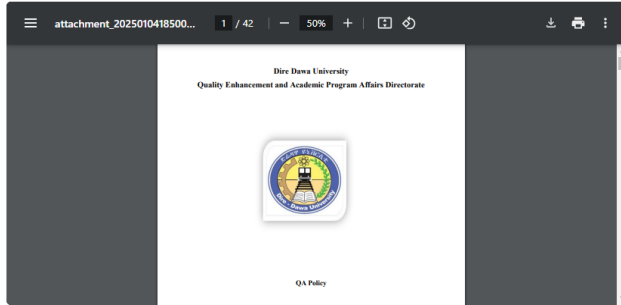 attachment_2025010418500...
1 / 42
50%
Dire Dawa University
Quality Enhancement and Academic Program Affairs Directorate
Dire - Dawa University
QA Policy